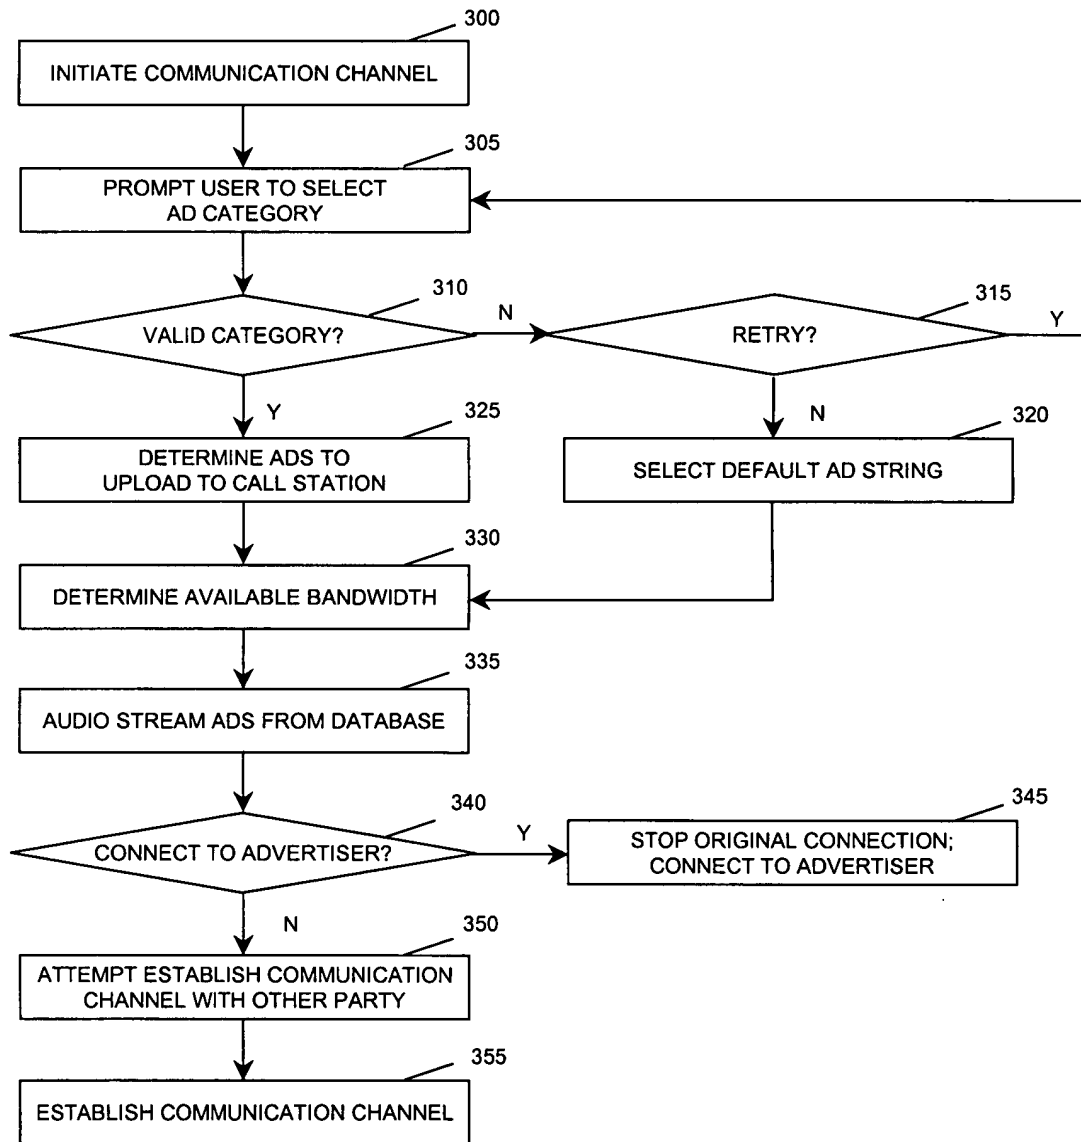 300
INITIATE COMMUNICATION CHANNEL
305
PROMPT USER TO SELECT
AD CATEGORY
310
VALID CATEGORY?
N
315
RETRY?
Y
Y
325
DETERMINE ADS TO
UPLOAD TO CALL STATION
N
320
SELECT DEFAULT AD STRING
330
DETERMINE AVAILABLE BANDWIDTH
335
AUDIO STREAM ADS FROM DATABASE
340
CONNECT TO ADVERTISER?
Y
345
STOP ORIGINAL CONNECTION;
CONNECT TO ADVERTISER
N
350
ATTEMPT ESTABLISH COMMUNICATION
CHANNEL WITH OTHER PARTY
355
ESTABLISH COMMUNICATION CHANNEL